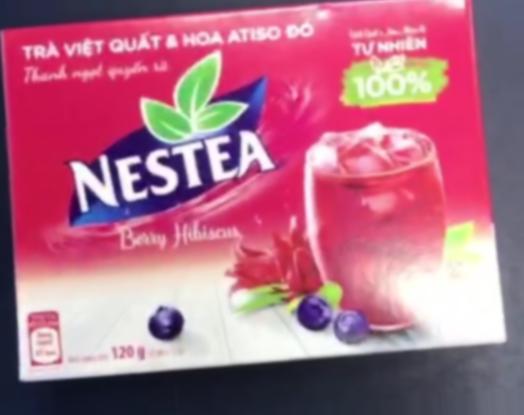 TRÀ VIỆT QUẤT & HOA ATISO ĐỎ
Thanh ngọt quyến rũ
TỰ NHIÊN
100%
NESTEA
Berry Hibiscus
120 g